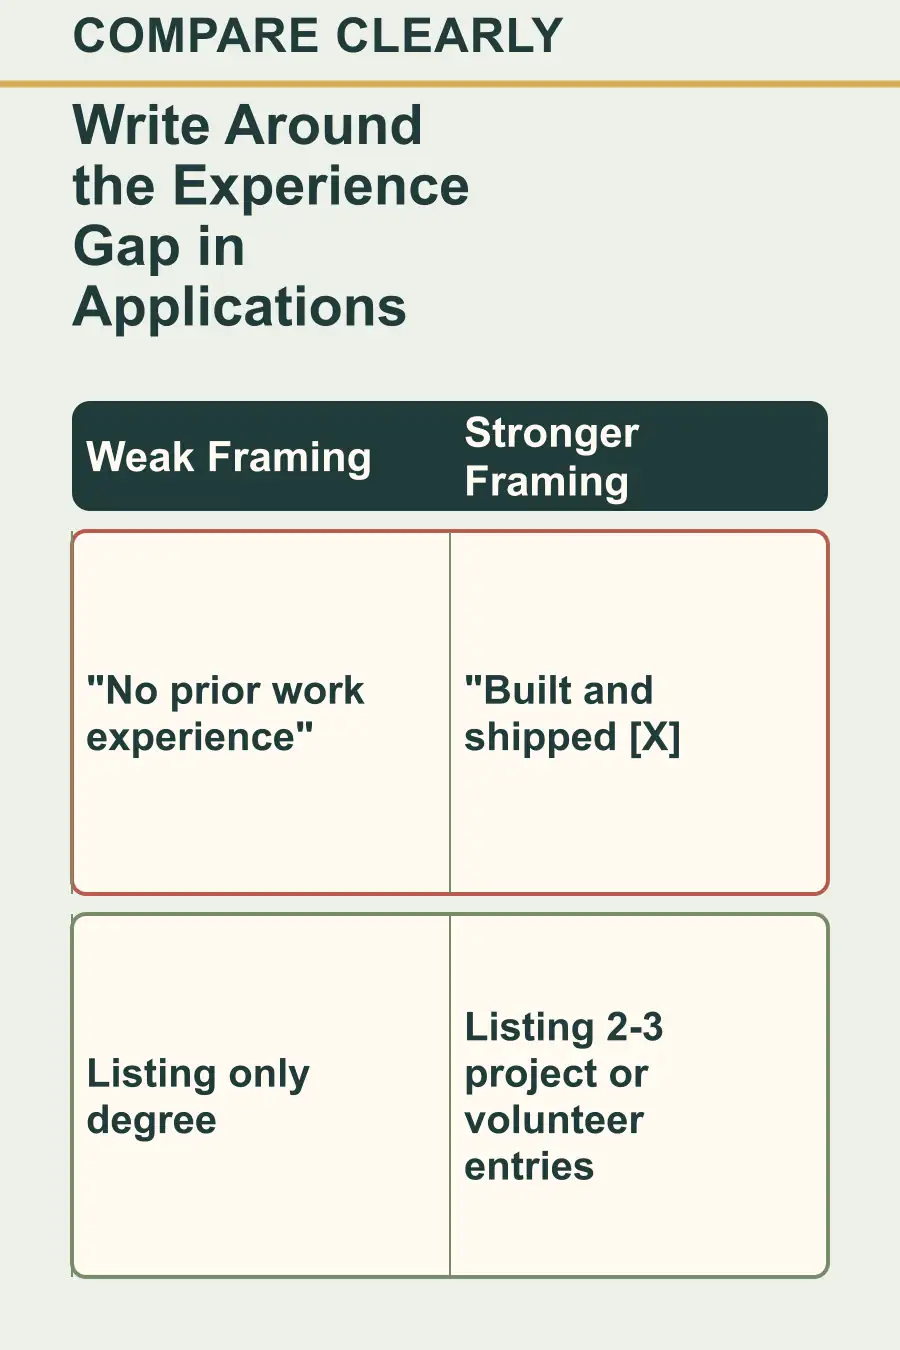 COMPARE CLEARLY
Write Around
the Experience
Gap in
Applications
Weak Framing
Stronger
Framing
"No prior work
experience"
"Built and
shipped [X]
Listing only
degree
Listing 2-3
project or
volunteer
entries